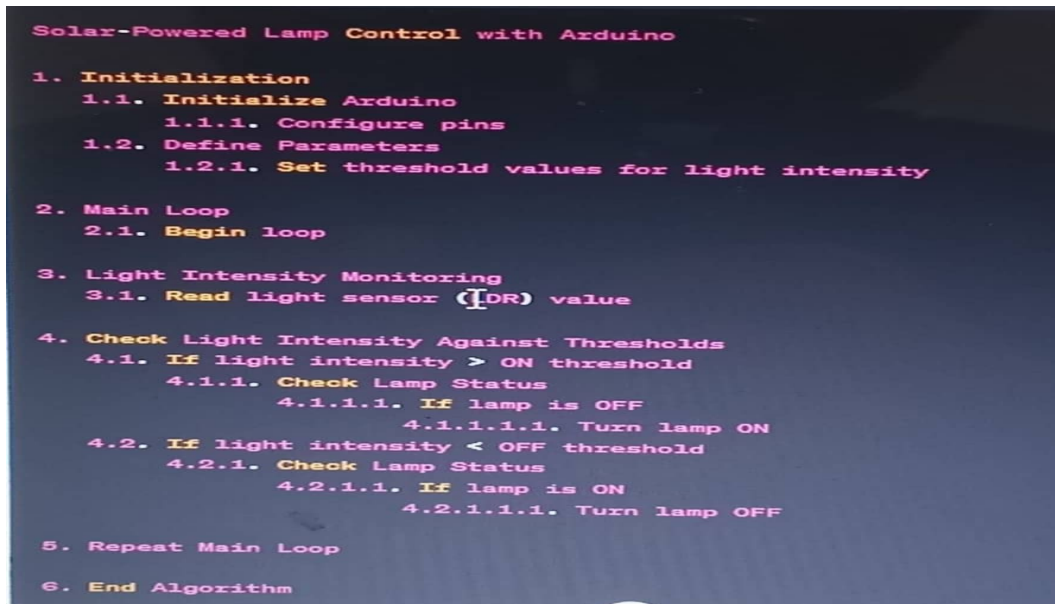 Solar-Powered Lamp Control with Arduino
1. Initialization
1.1. Initialize Arduino
1.1.1. Configure pins
1.2. Define Parameters
1.2.1. Set threshold values for light intensity
2. Main Loop
2.1. Begin loop
3. Light Intensity Monitoring
3.1. Read light sensor (LDR) value
4. Check Light Intensity Against Thresholds
4.1. If light intensity > ON threshold
4.1.1. Check Lamp Status
4.1.1.1. If lamp is OFF
4.1.1.1.1. Turn lamp ON
4.2. If light intensity < OFF threshold
4.2.1. Check Lamp Status
4.2.1.1. If lamp is ON
4.2.1.1.1. Turn lamp OFF
5. Repeat Main Loop
6. End Algorithm